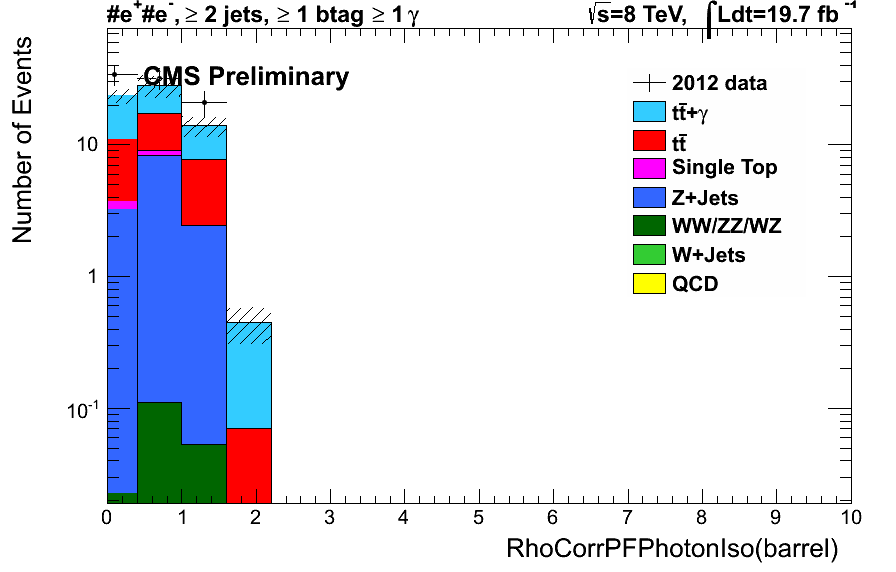 #e⁺#e⁻, ≥ 2 jets, ≥ 1 btag ≥ 1 γ
√s=8 TeV, ∫Ldt=19.7 fb⁻¹
CMS Preliminary
Number of Events
10
1
10⁻¹
2012 data
tt̄+γ
tt̄
Single Top
Z+Jets
WW/ZZ/WZ
W+Jets
QCD
0 1 2 3 4 5 6 7 8 9 10
RhoCorrPFPhotonIso(barrel)